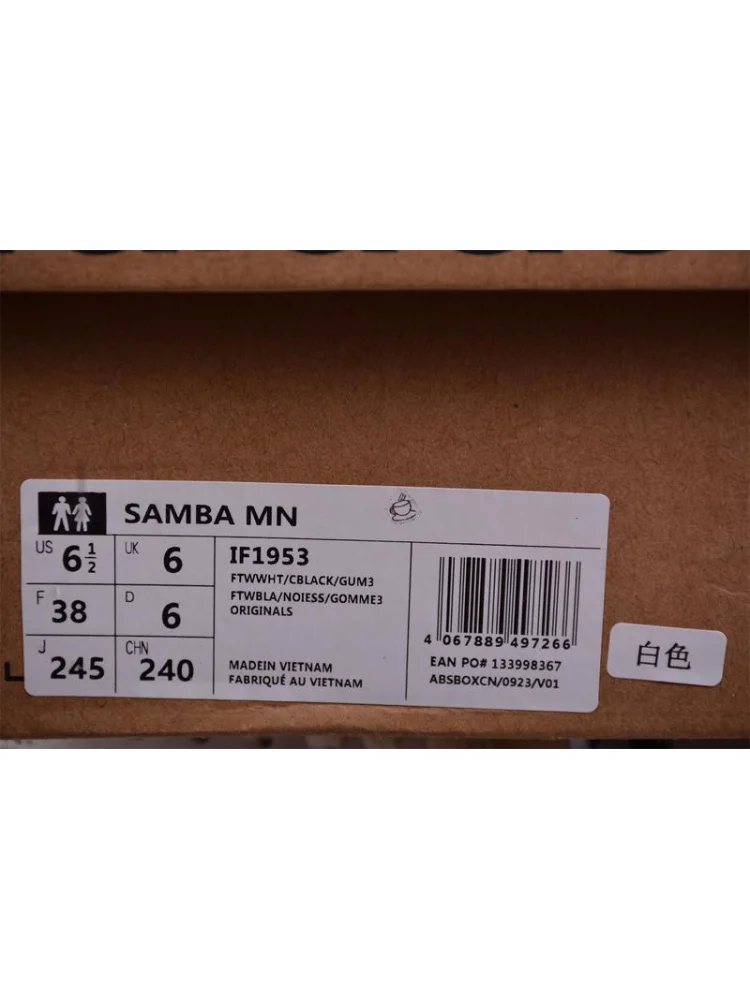 SAMBA MN
US 6 1/2 UK 6
F 38 D 6
J 245 CHN 240
IF1953
FTWWHT/CBLACK/GUM3
FTWBLA/NOIESS/GOMME3
ORIGINALS
MADEIN VIETNAM
FABRIQUÉ AU VIETNAM
4 067889 497266
EAN PO# 133998367
ABSBOXCN/0923/V01
白色